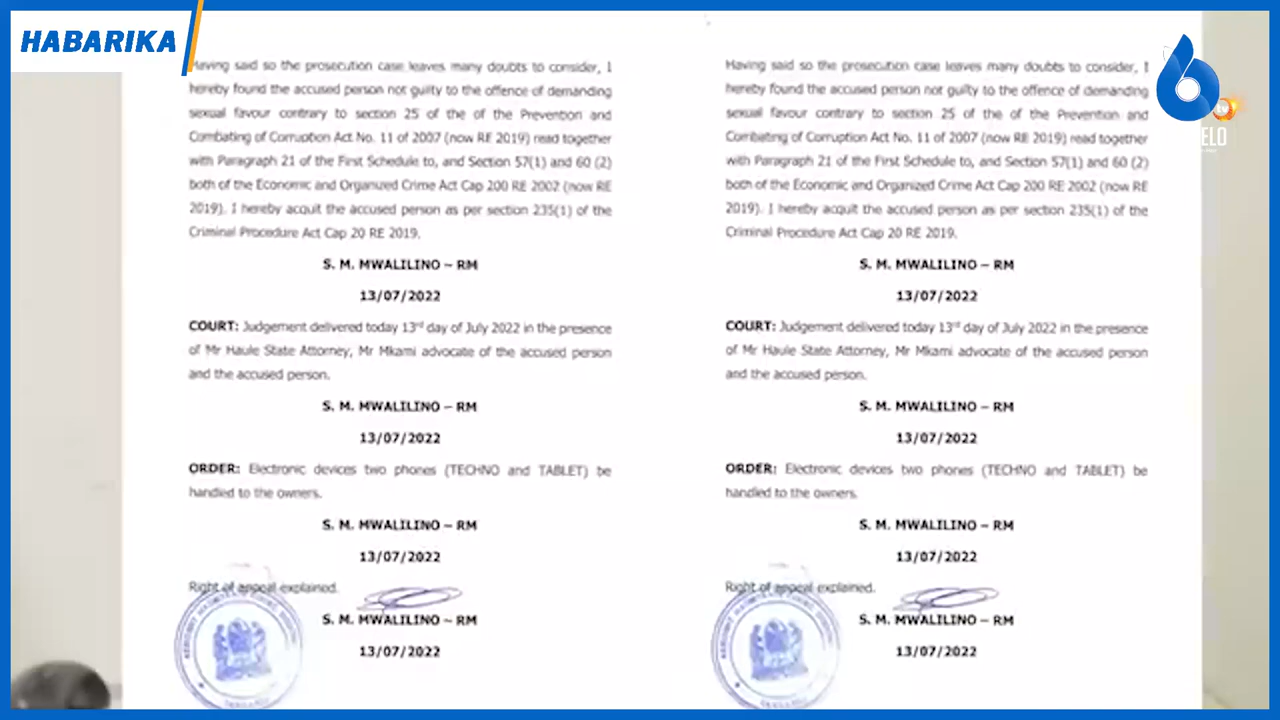 HABARIKA
Having said so the prosecution case leaves many doubts to consider, I
hereby found the accused person not guilty to the offence of demanding
sexual favour contrary to section 25 of the of the Prevention and
Combating of Corruption Act No. 11 of 2007 (now RE 2019) read together
with Paragraph 21 of the First Schedule to, and Section 57(1) and 60 (2)
both of the Economic and Organized Crime Act Cap 200 RE 2002 (now RE
2019). I hereby acquit the accused person as per section 235(1) of the
Criminal Procedure Act Cap 20 RE 2019.
S. M. MWALILINO – RM
13/07/2022
COURT: Judgement delivered today 13rd day of July 2022 in the presence
of Mr Haule State Attorney, Mr Mkami advocate of the accused person
and the accused person.
S. M. MWALILINO – RM
13/07/2022
ORDER: Electronic devices two phones (TECHNO and TABLET) be
handled to the owners.
S. M. MWALILINO – RM
13/07/2022
Right of appeal explained.
S. M. MWALILINO – RM
13/07/2022
Having said so the prosecution case leaves many doubts to consider, I
hereby found the accused person not guilty to the offence of demanding
sexual favour contrary to section 25 of the of the Prevention and
Combating of Corruption Act No. 11 of 2007 (now RE 2019) read together
with Paragraph 21 of the First Schedule to, and Section 57(1) and 60 (2)
both of the Economic and Organized Crime Act Cap 200 RE 2002 (now RE
2019). I hereby acquit the accused person as per section 235(1) of the
Criminal Procedure Act Cap 20 RE 2019.
S. M. MWALILINO – RM
13/07/2022
COURT: Judgement delivered today 13rd day of July 2022 in the presence
of Mr Haule State Attorney, Mr Mkami advocate of the accused person
and the accused person.
S. M. MWALILINO – RM
13/07/2022
ORDER: Electronic devices two phones (TECHNO and TABLET) be
handled to the owners.
S. M. MWALILINO – RM
13/07/2022
Right of appeal explained.
S. M. MWALILINO – RM
13/07/2022
6